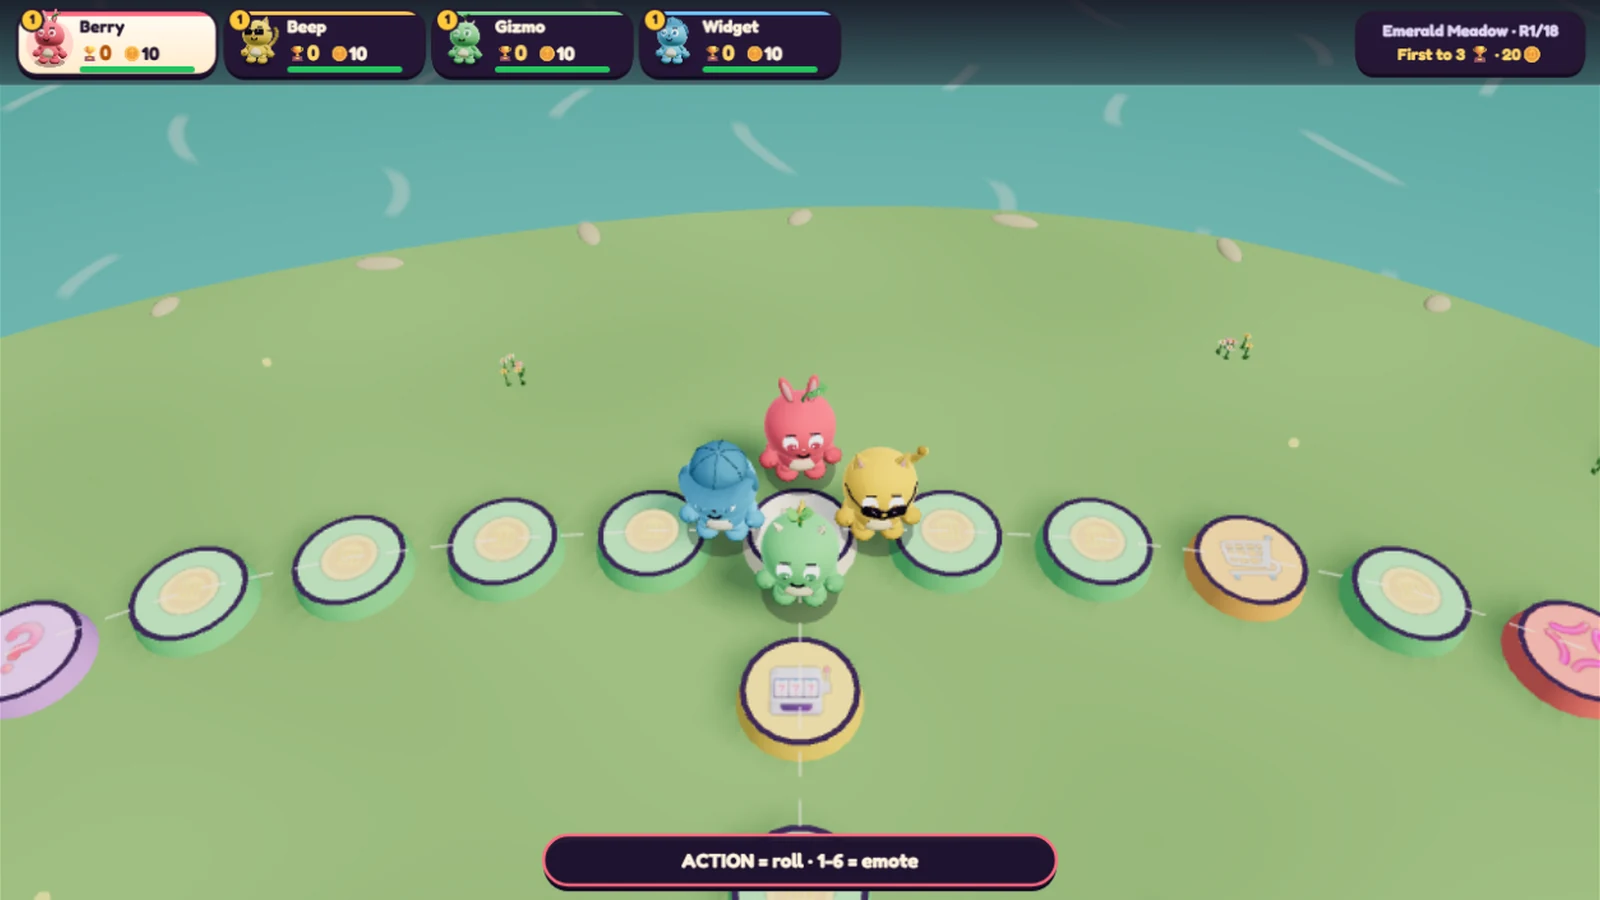 1 Berry
0 10
1 Beep
0 10
1 Gizmo
0 10
1 Widget
0 10
Emerald Meadow · R1/18
First to 3 · 20
?
ACTION = roll · 1-6 = emote